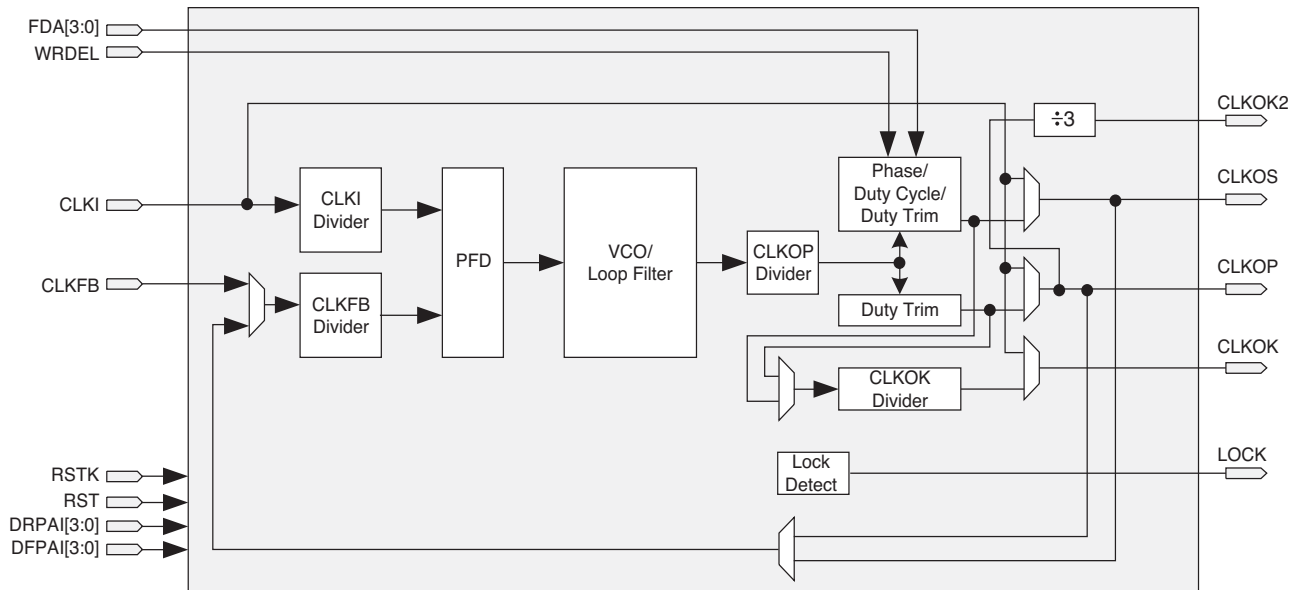 FDA[3:0]
WRDEL
CLKI
CLKFB
RSTK
RST
DRPAI[3:0]
DFPAI[3:0]
CLKI
Divider
CLKFB
Divider
PFD
VCO/
Loop Filter
CLKOP
Divider
Phase/
Duty Cycle/
Duty Trim
Duty Trim
CLKOK
Divider
Lock
Detect
÷3
CLKOK2
CLKOS
CLKOP
CLKOK
LOCK